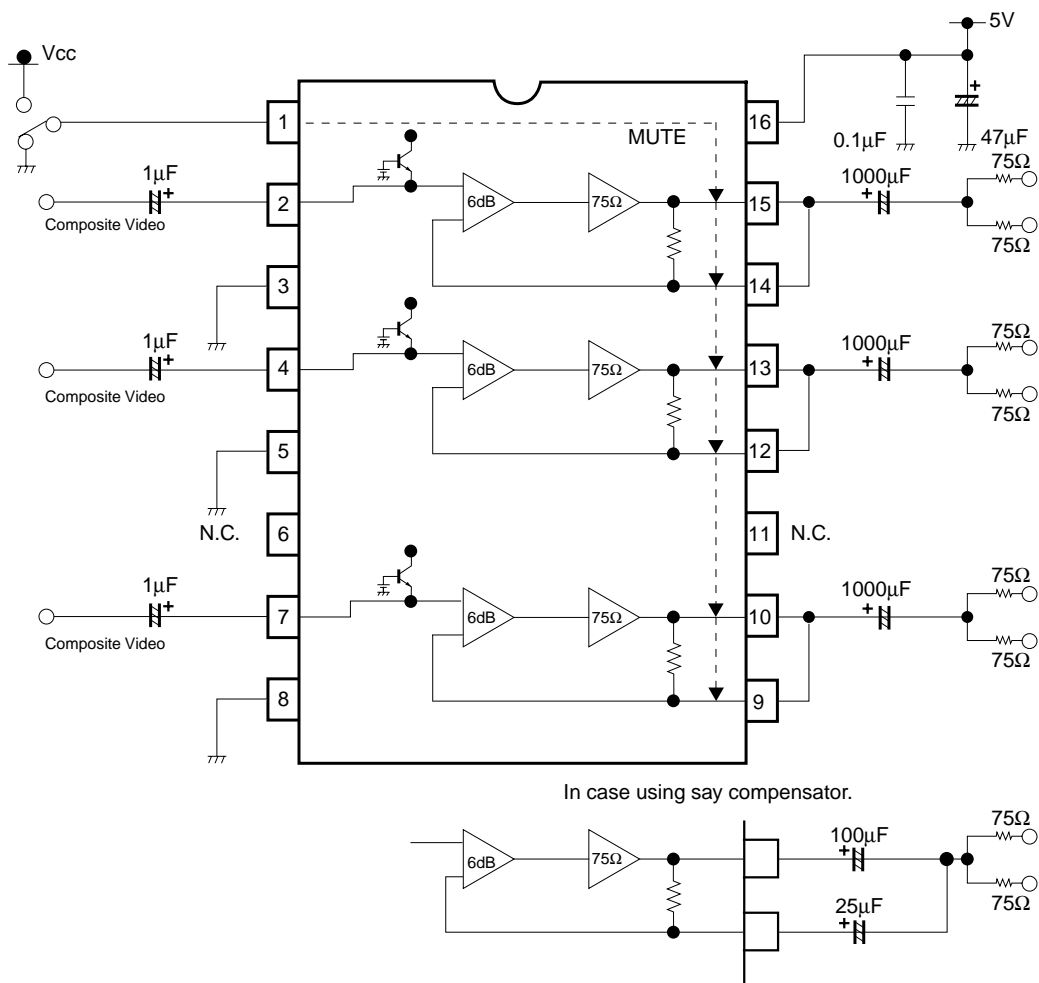 5V
Vcc
1
MUTE
16
0.1μF
+
47μF
1μF
+
2
Composite Video
6dB
75Ω
15
1000μF
+
75Ω
75Ω
3
14
1μF
+
4
Composite Video
6dB
75Ω
13
1000μF
+
75Ω
75Ω
5
12
N.C.
6
11
N.C.
1μF
+
7
Composite Video
6dB
75Ω
10
1000μF
+
75Ω
75Ω
8
9
In case using say compensator.
6dB
75Ω
100μF
+
75Ω
75Ω
25μF
+